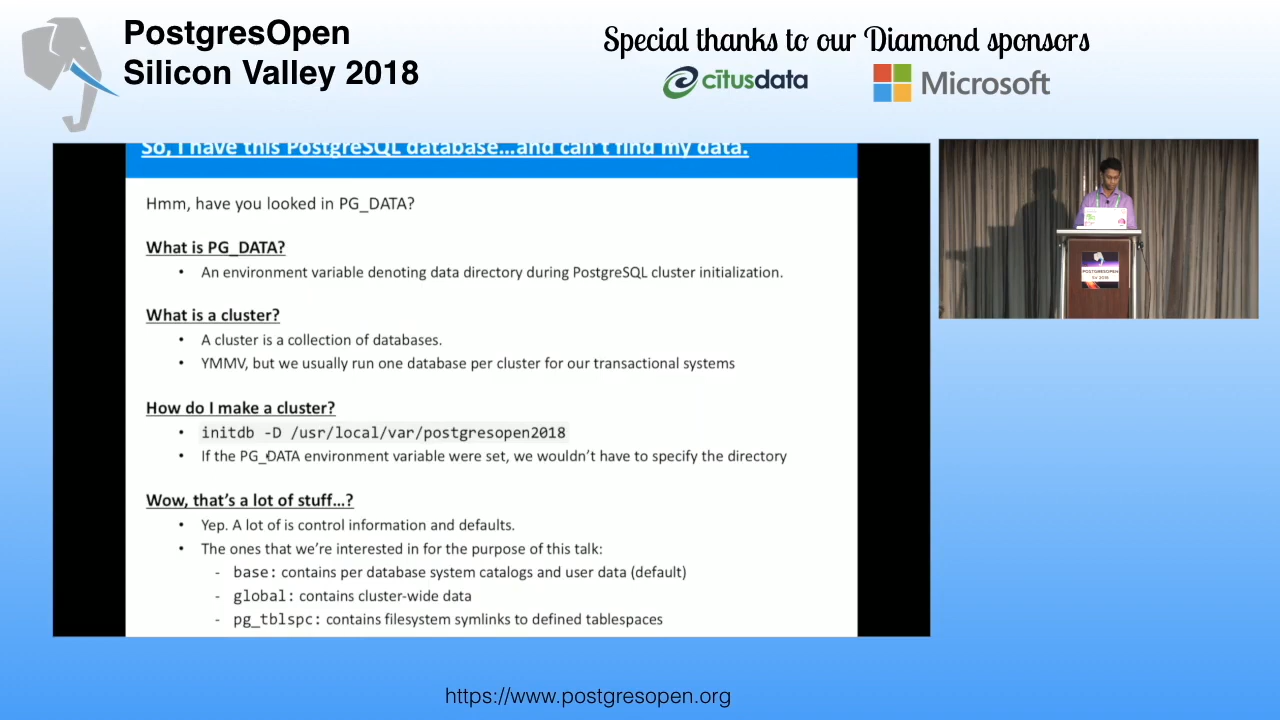 PostgresOpen
Silicon Valley 2018
Special thanks to our Diamond sponsors
citusdata
Microsoft
So, I have this PostgreSQL database...and can't find my data.
Hmm, have you looked in PG_DATA?
What is PG_DATA?
• An environment variable denoting data directory during PostgreSQL cluster initialization.
What is a cluster?
• A cluster is a collection of databases.
• YMMV, but we usually run one database per cluster for our transactional systems
How do I make a cluster?
• initdb -D /usr/local/var/postgresopen2018
• If the PG_DATA environment variable were set, we wouldn't have to specify the directory
Wow, that's a lot of stuff...?
• Yep. A lot of is control information and defaults.
• The ones that we're interested in for the purpose of this talk:
- base: contains per database system catalogs and user data (default)
- global: contains cluster-wide data
- pg_tblspc: contains filesystem symlinks to defined tablespaces
POSTGRESOPEN
SV 2018
https://www.postgresopen.org